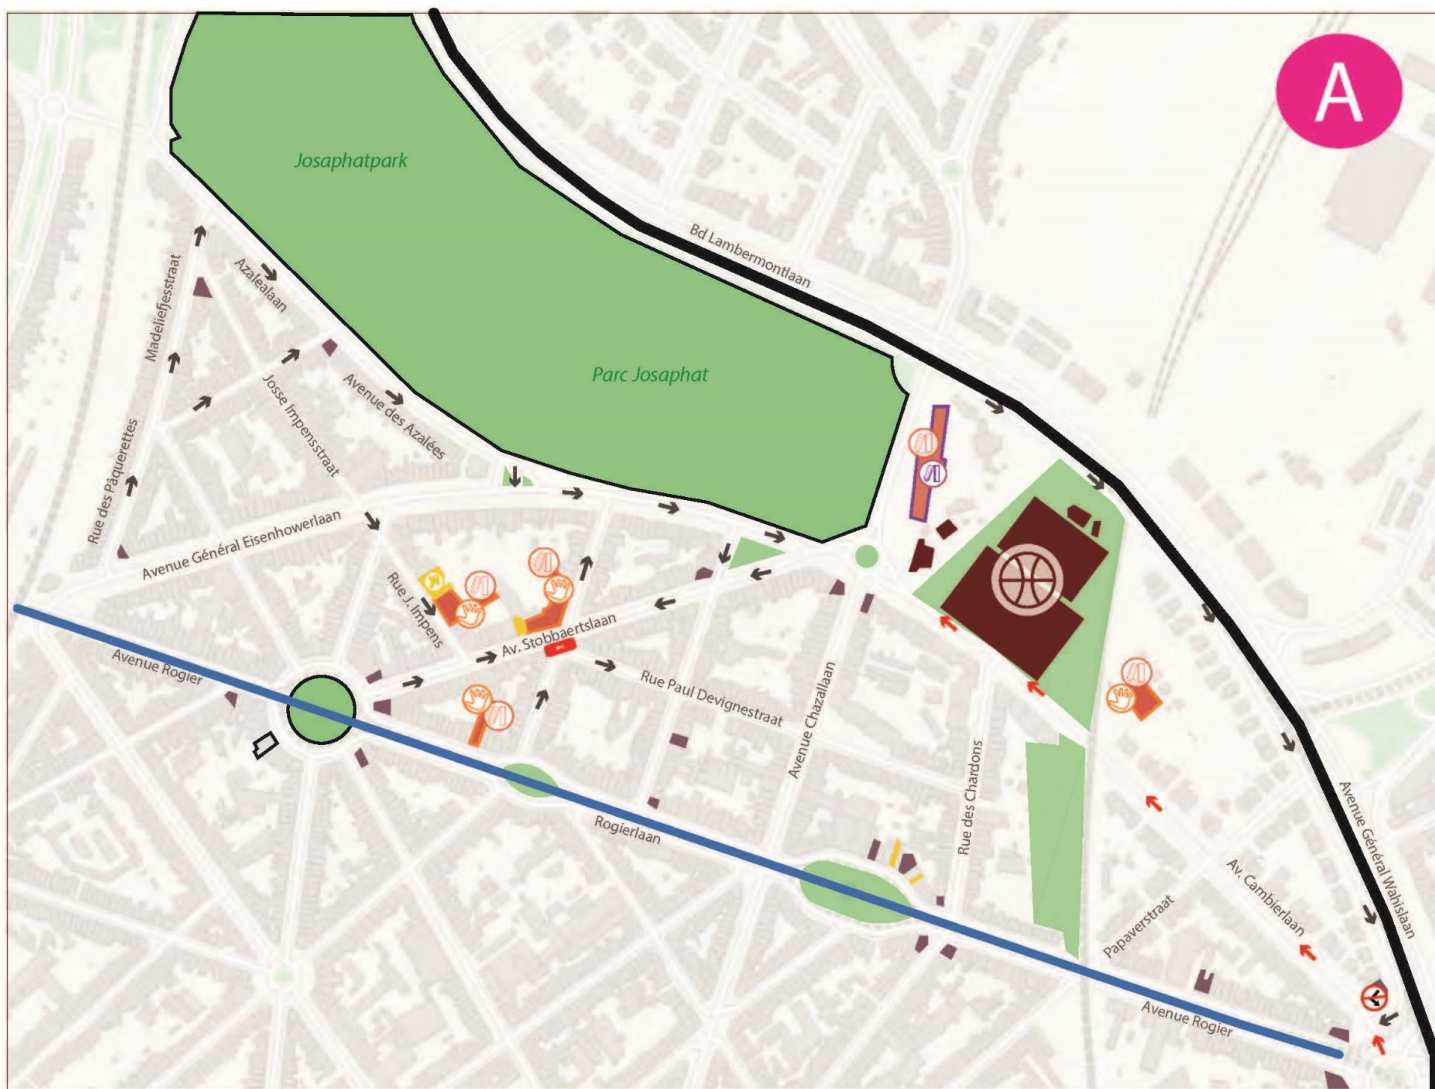 A
Josaphatpark
Bd Lambermontlaan
Madeliefjesstraat
Azalealaan
Parc Josaphat
Josse Impensstraat
Avenue des Azalées
Rue des Pâquerettes
Avenue Général Eisenhowerlaan
Rue J. Impens
Av. Stobbaertslaan
Avenue Rogier
Rue Paul Devignestraat
Avenue Chazallaan
Rue des Chardons
Rogierlaan
Avenue Général Wahislaan
Av. Cambierlaan
Papaverstraat
Avenue Rogier